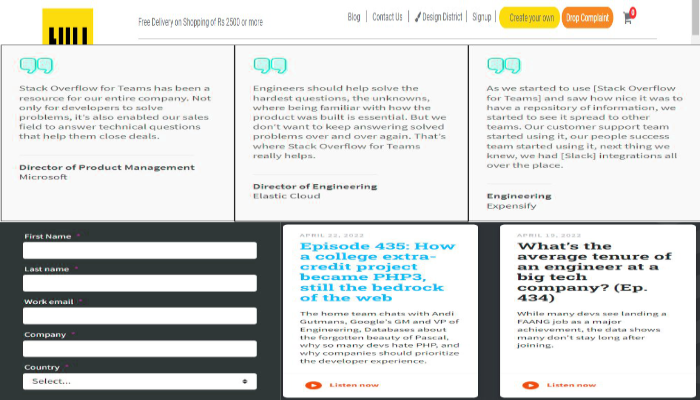 Free Delivery on Shopping of Rs 2500 or more
Blog
Contact Us
Design District
Signup
Create your own
Drop Complaint
0
Stack Overflow for Teams has been a
resource for our entire company. Not
only for developers to solve
problems, it's also enabled our sales
field to answer technical questions
that help them close deals.
Director of Product Management
Microsoft
Engineers should help solve the
hardest questions, the unknowns,
where being familiar with how the
product was built is essential. But we
don't want to keep answering solved
problems over and over again. That's
where Stack Overflow for Teams
really helps.
Director of Engineering
Elastic Cloud
As we started to use [Stack Overflow
for Teams] and saw how nice it was to
have a repository of information, we
started to see it spread to other
teams. Our customer support team
started using it, our people success
team started using it, next thing we
knew, we had [Slack] integrations all
over the place.
Engineering
Expensify
First Name *
Last name *
Work email *
Company *
Country *
Select...
APRIL 22, 2022
Episode 435: How
a college extra-
credit project
became PHP3,
still the bedrock
of the web
The home team chats with Andi
Gutmans, Google's GM and VP of
Engineering, Databases about
the forgotten beauty of Pascal,
why so many devs hate PHP, and
why companies should prioritize
the developer experience.
Listen now
APRIL 19, 2022
What's the
average tenure of
an engineer at a
big tech
company? (Ep.
434)
While many devs see landing a
FAANG job as a major
achievement, the data shows
many don't stay long after
joining.
Listen now